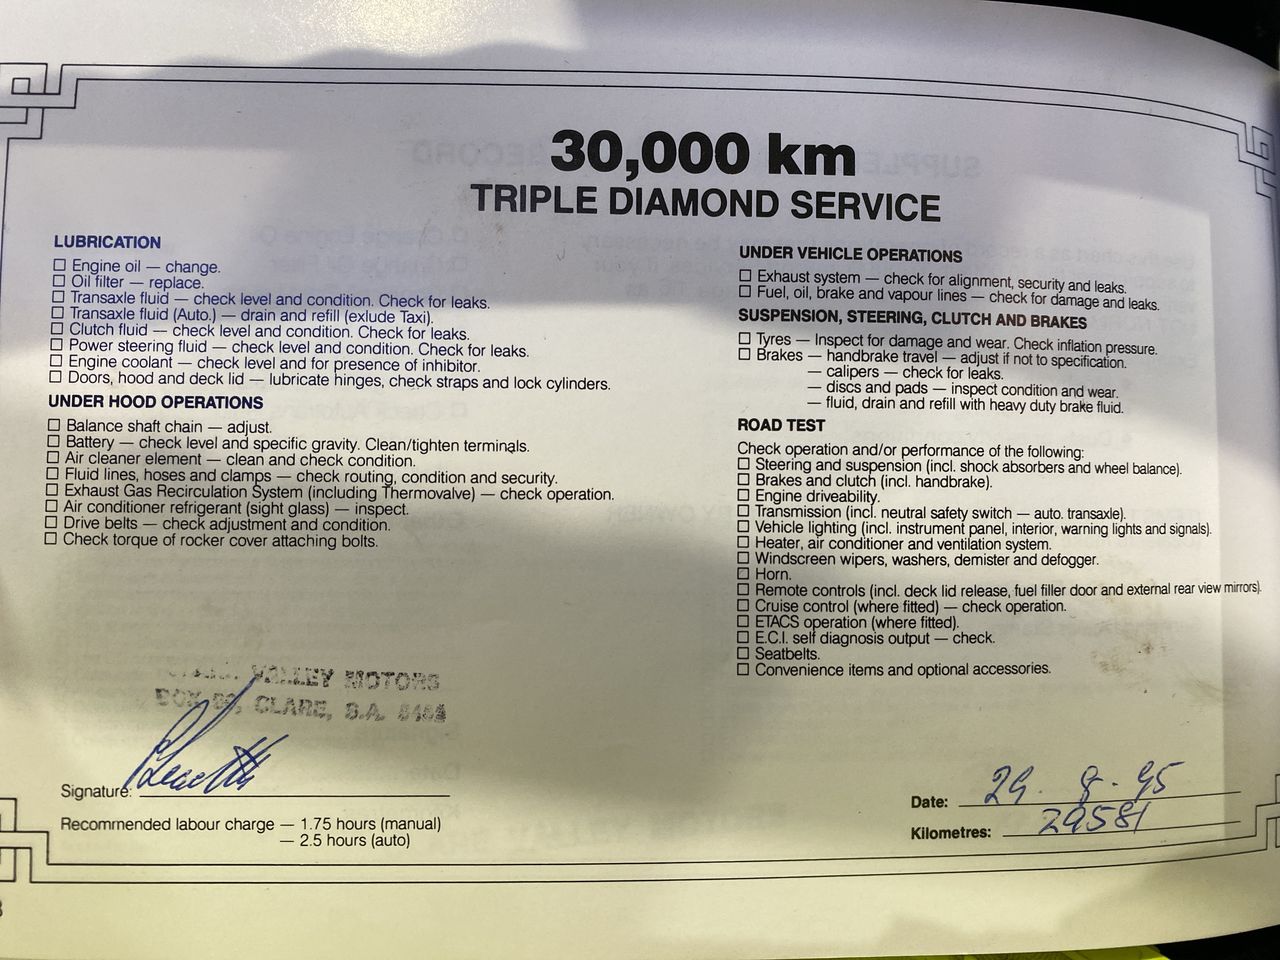 30,000 km
TRIPLE DIAMOND SERVICE
LUBRICATION
☐ Engine oil — change.
☐ Oil filter — replace.
☐ Transaxle fluid — check level and condition. Check for leaks.
☐ Transaxle fluid (Auto.) — drain and refill (exlude Taxi).
☐ Clutch fluid — check level and condition. Check for leaks.
☐ Power steering fluid — check level and condition. Check for leaks.
☐ Engine coolant — check level and for presence of inhibitor.
☐ Doors, hood and deck lid — lubricate hinges, check straps and lock cylinders.
UNDER HOOD OPERATIONS
☐ Balance shaft chain — adjust.
☐ Battery — check level and specific gravity. Clean/tighten terminals.
☐ Air cleaner element — clean and check condition.
☐ Fluid lines, hoses and clamps — check routing, condition and security.
☐ Exhaust Gas Recirculation System (including Thermovalve) — check operation.
☐ Air conditioner refrigerant (sight glass) — inspect.
☐ Drive belts — check adjustment and condition.
☐ Check torque of rocker cover attaching bolts.
VALLEY MOTORS
BOX 80, CLARE, S.A.
Signature:
Recommended labour charge — 1.75 hours (manual)
— 2.5 hours (auto)
UNDER VEHICLE OPERATIONS
☐ Exhaust system — check for alignment, security and leaks.
☐ Fuel, oil, brake and vapour lines — check for damage and leaks.
SUSPENSION, STEERING, CLUTCH AND BRAKES
☐ Tyres — Inspect for damage and wear. Check inflation pressure.
☐ Brakes — handbrake travel — adjust if not to specification.
— calipers — check for leaks.
— discs and pads — inspect condition and wear.
— fluid, drain and refill with heavy duty brake fluid.
ROAD TEST
Check operation and/or performance of the following:
☐ Steering and suspension (incl. shock absorbers and wheel balance).
☐ Brakes and clutch (incl. handbrake).
☐ Engine driveability.
☐ Transmission (incl. neutral safety switch — auto. transaxle).
☐ Vehicle lighting (incl. instrument panel, interior, warning lights and signals).
☐ Heater, air conditioner and ventilation system.
☐ Windscreen wipers, washers, demister and defogger.
☐ Horn.
☐ Remote controls (incl. deck lid release, fuel filler door and external rear view mirrors).
☐ Cruise control (where fitted) — check operation.
☐ ETACS operation (where fitted).
☐ E.C.I. self diagnosis output — check.
☐ Seatbelts.
☐ Convenience items and optional accessories.
Date: 29 . 8 . 95
Kilometres: 29581